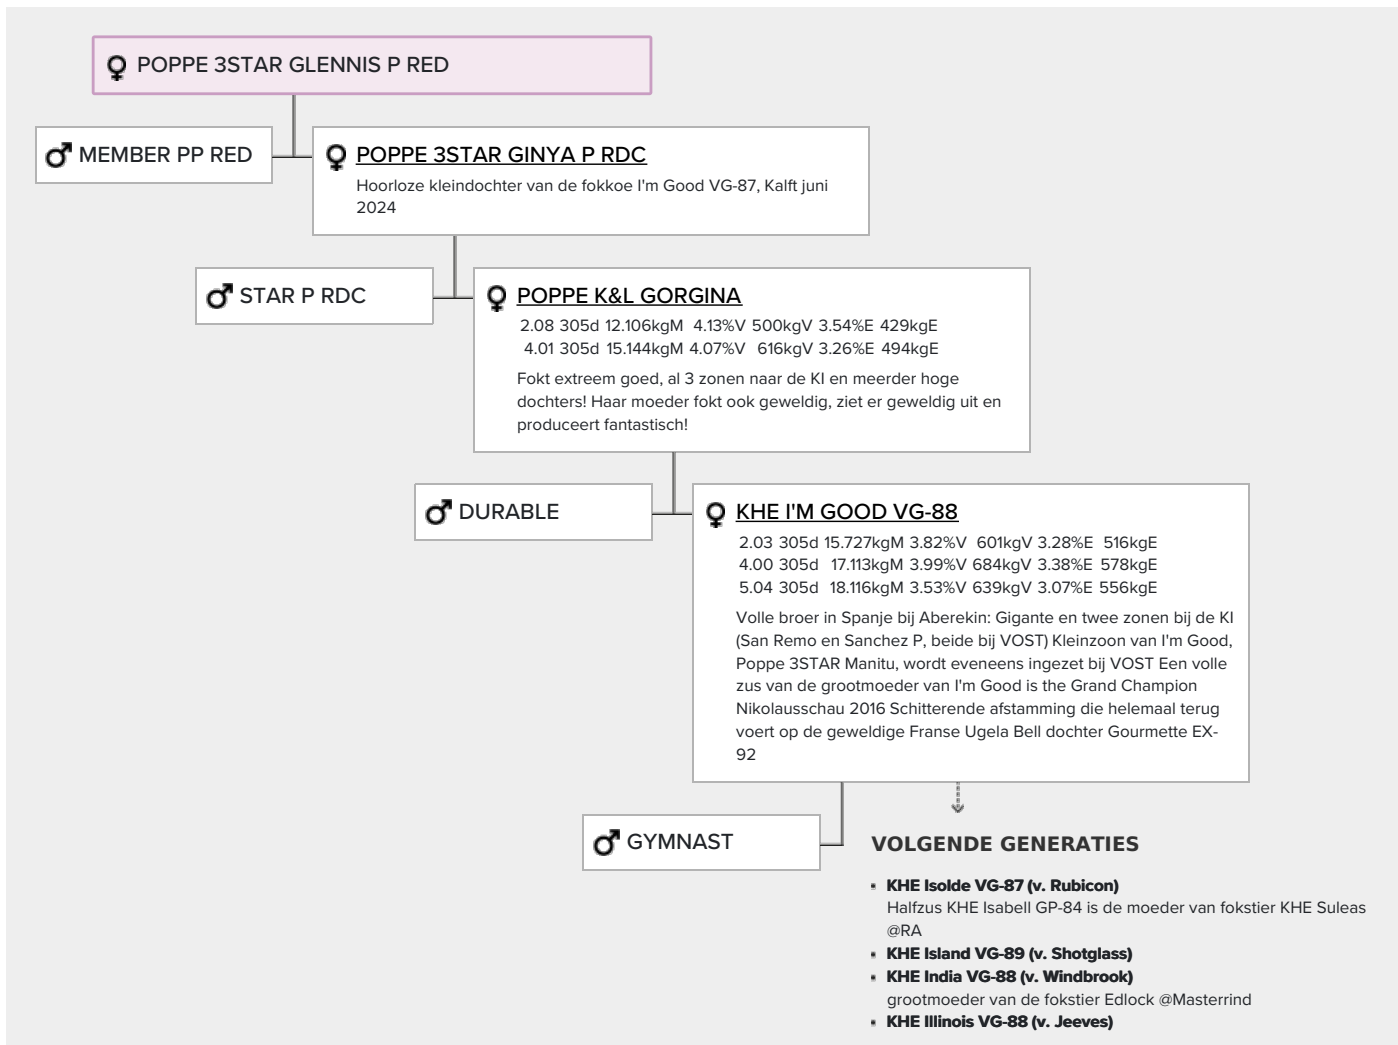 POPPE 3STAR GLENNIS P RED
MEMBER PP RED
POPPE 3STAR GINYA P RDC
Hoorloze kleindochter van de fokkoe I'm Good VG-87, Kalft juni
2024
STAR P RDC
POPPE K&L GORGINA
2.08 305d 12.106kgM 4.13%V 500kgV 3.54%E 429kgE
4.01 305d 15.144kgM 4.07%V 616kgV 3.26%E 494kgE
Fokt extreem goed, al 3 zonen naar de KI en meerder hoge
dochters! Haar moeder fokt ook geweldig, ziet er geweldig uit en
produceert fantastisch!
DURABLE
KHE I'M GOOD VG-88
2.03 305d 15.727kgM 3.82%V 601kgV 3.28%E 516kgE
4.00 305d 17.113kgM 3.99%V 684kgV 3.38%E 578kgE
5.04 305d 18.116kgM 3.53%V 639kgV 3.07%E 556kgE
Volle broer in Spanje bij Aberekin: Gigante en twee zonen bij de KI
(San Remo en Sanchez P, beide bij VOST) Kleinzoon van I'm Good,
Poppe 3STAR Manitu, wordt eveneens ingezet bij VOST Een volle
zus van de grootmoeder van I'm Good is the Grand Champion
Nikolausschau 2016 Schitterende afstamming die helemaal terug
voert op de geweldige Franse Ugela Bell dochter Gourmette EX-
92
GYMNAST
VOLGENDE GENERATIES
▪ KHE Isolde VG-87 (v. Rubicon)
Halfzus KHE Isabell GP-84 is de moeder van fokstier KHE Suleas
@RA
▪ KHE Island VG-89 (v. Shotglass)
▪ KHE India VG-88 (v. Windbrook)
grootmoeder van de fokstier Edlock @Masterrind
▪ KHE Illinois VG-88 (v. Jeeves)